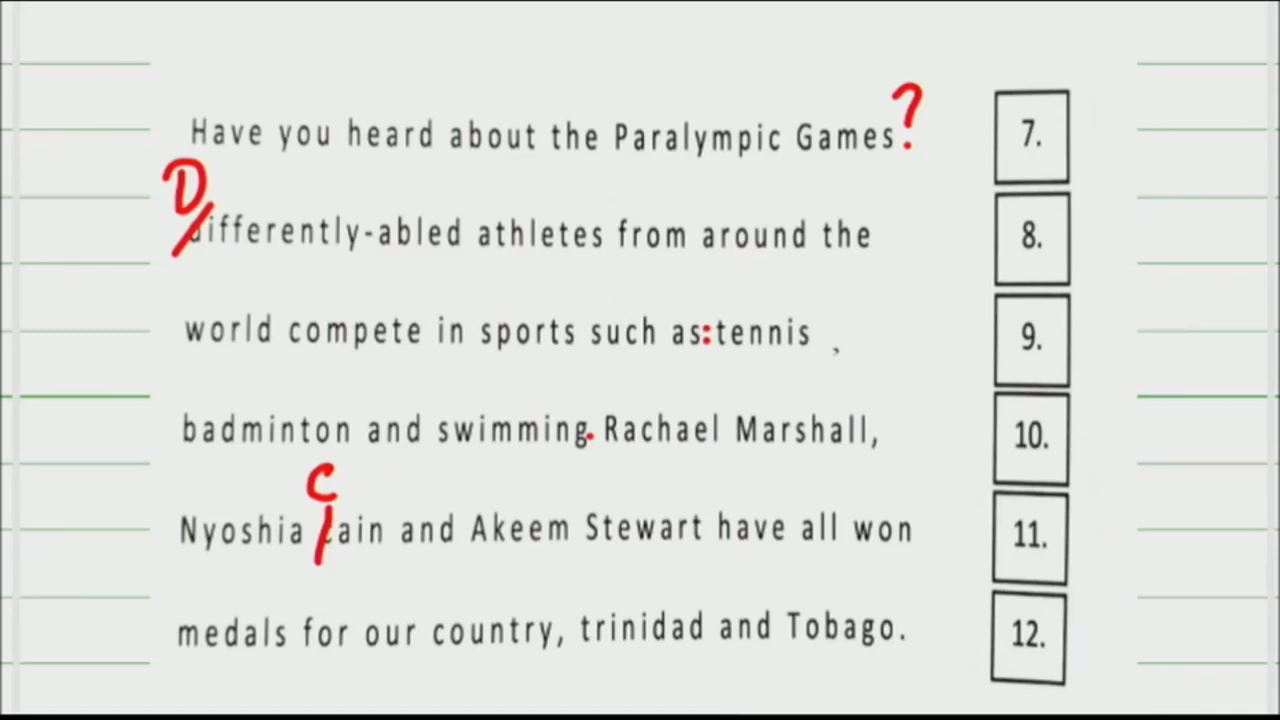 Have you heard about the Paralympic Games? 7.
D
differently-abled athletes from around the 8.
world compete in sports such as:tennis , 9.
badminton and swimming. Rachael Marshall, 10.
C
Nyoshia cain and Akeem Stewart have all won 11.
medals for our country, trinidad and Tobago. 12.